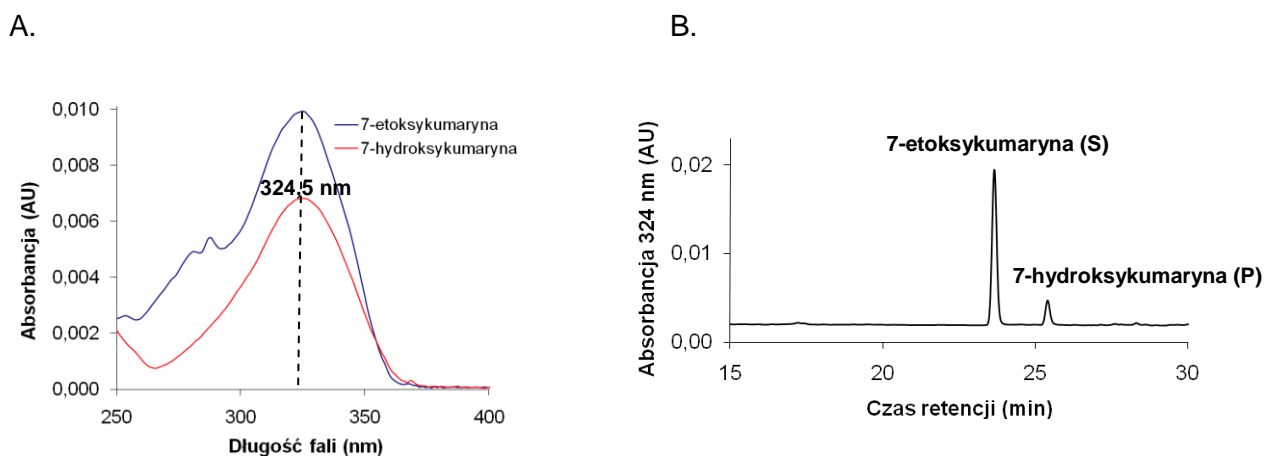 A.
B.
Absorbancja (AU)
0,010
0,008
0,006
0,004
0,002
0,000
7-etoksykumaryna
7-hydroksykumaryna
324,5 nm
250
300
350
400
Długość fali (nm)
Absorbancja 324 nm (AU)
0,02
0,01
0,00
7-etoksykumaryna (S)
7-hydroksykumaryna (P)
15
20
25
30
Czas retencji (min)